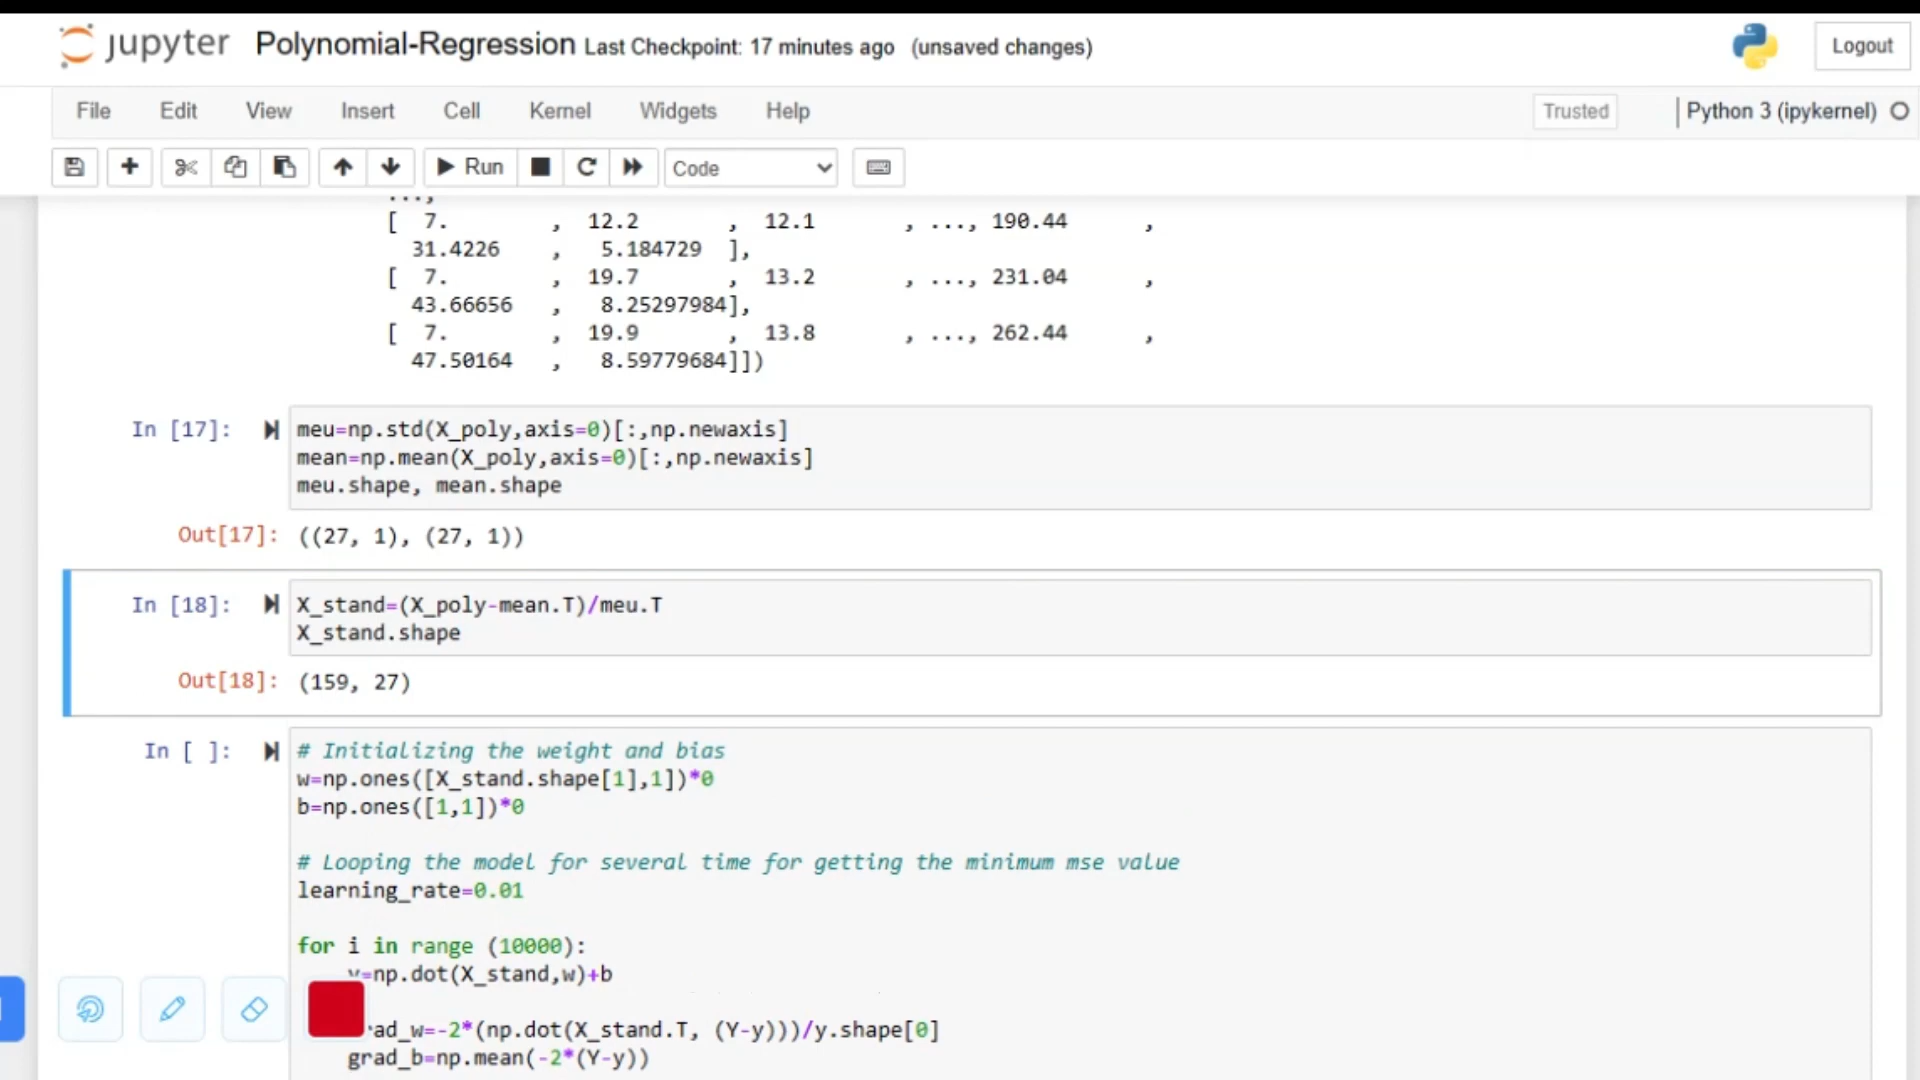 jupyter Polynomial-Regression Last Checkpoint: 17 minutes ago (unsaved changes) Logout
File Edit View Insert Cell Kernel Widgets Help Trusted Python 3 (ipykernel)
Run Code
...,
[ 7. , 12.2 , 12.1 , ..., 190.44 ,
31.4226 , 5.184729 ],
[ 7. , 19.7 , 13.2 , ..., 231.04 ,
43.66656 , 8.25297984],
[ 7. , 19.9 , 13.8 , ..., 262.44 ,
47.50164 , 8.59779684]])
In [17]: meu=np.std(X_poly,axis=0)[:,np.newaxis]
mean=np.mean(X_poly,axis=0)[:,np.newaxis]
meu.shape, mean.shape
Out[17]: ((27, 1), (27, 1))
In [18]: X_stand=(X_poly-mean.T)/meu.T
X_stand.shape
Out[18]: (159, 27)
In [ ]: # Initializing the weight and bias
w=np.ones([X_stand.shape[1],1])*0
b=np.ones([1,1])*0
# Looping the model for several time for getting the minimum mse value
learning_rate=0.01
for i in range (10000):
y=np.dot(X_stand,w)+b
rad_w=-2*(np.dot(X_stand.T, (Y-y)))/y.shape[0]
grad_b=np.mean(-2*(Y-y))